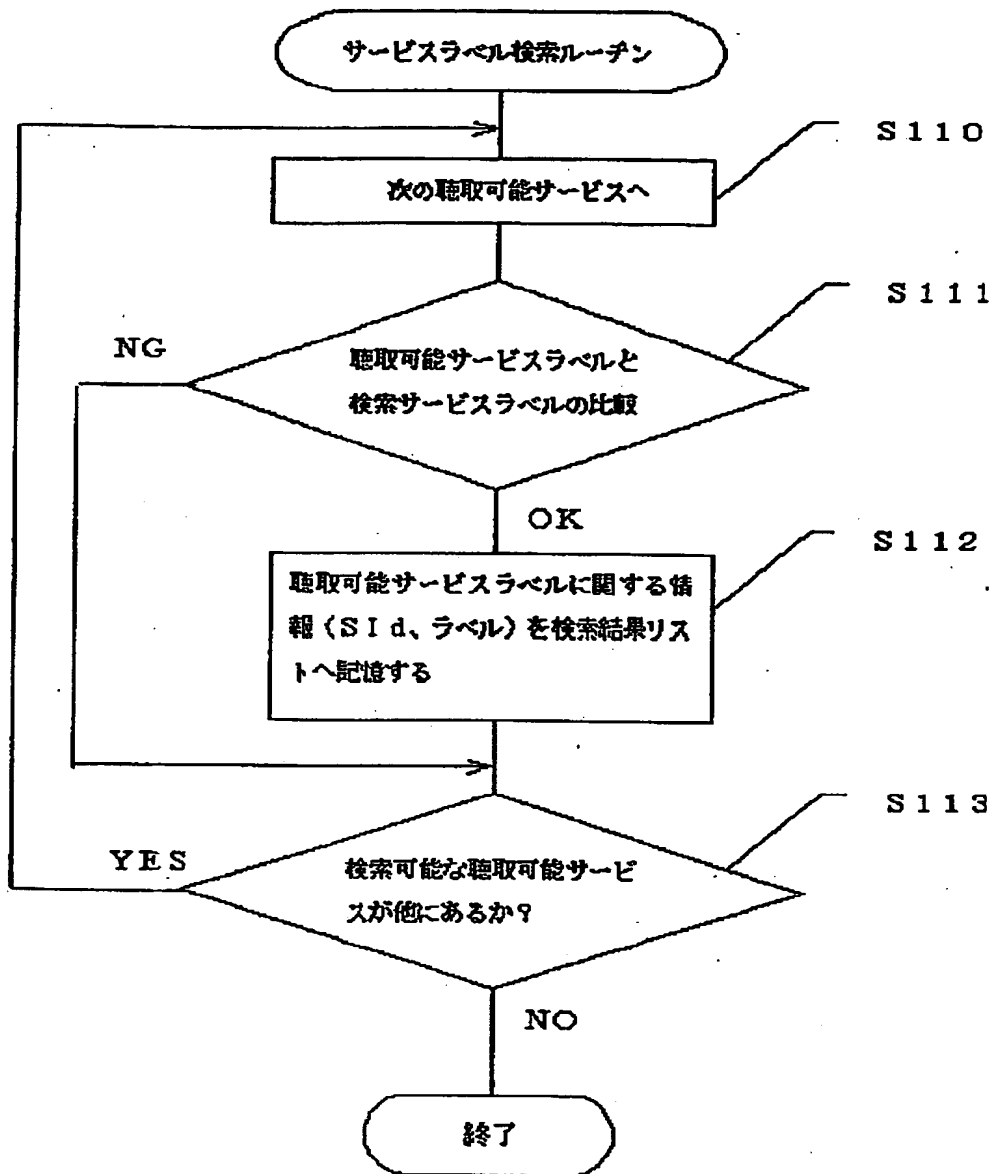 サービスラベル検索ルーチン
S110
次の聴取可能サービスへ
S111
NG
聴取可能サービスラベルと
検索サービスラベルの比較
OK
S112
聴取可能サービスラベルに関する情
報（SId、ラベル）を検索結果リス
トへ記憶する
S113
YES
検索可能な聴取可能サービ
スが他にあるか？
NO
終了